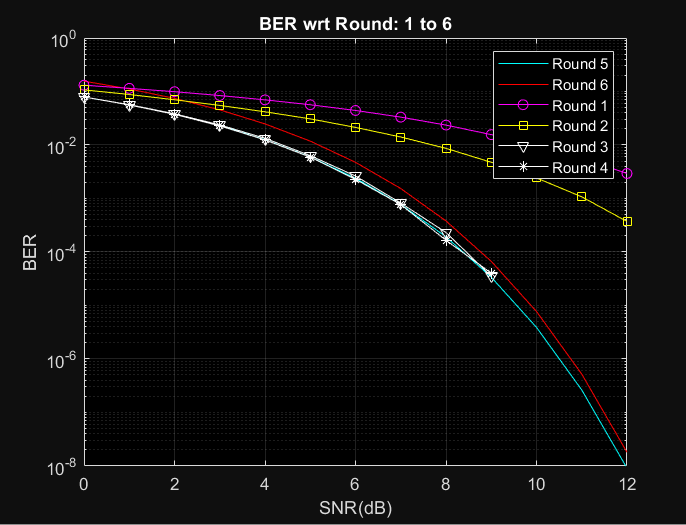 BER wrt Round: 1 to 6
10^0
10^-2
10^-4
10^-6
10^-8
BER
Round 5
Round 6
Round 1
Round 2
Round 3
Round 4
0 2 4 6 8 10 12
SNR(dB)